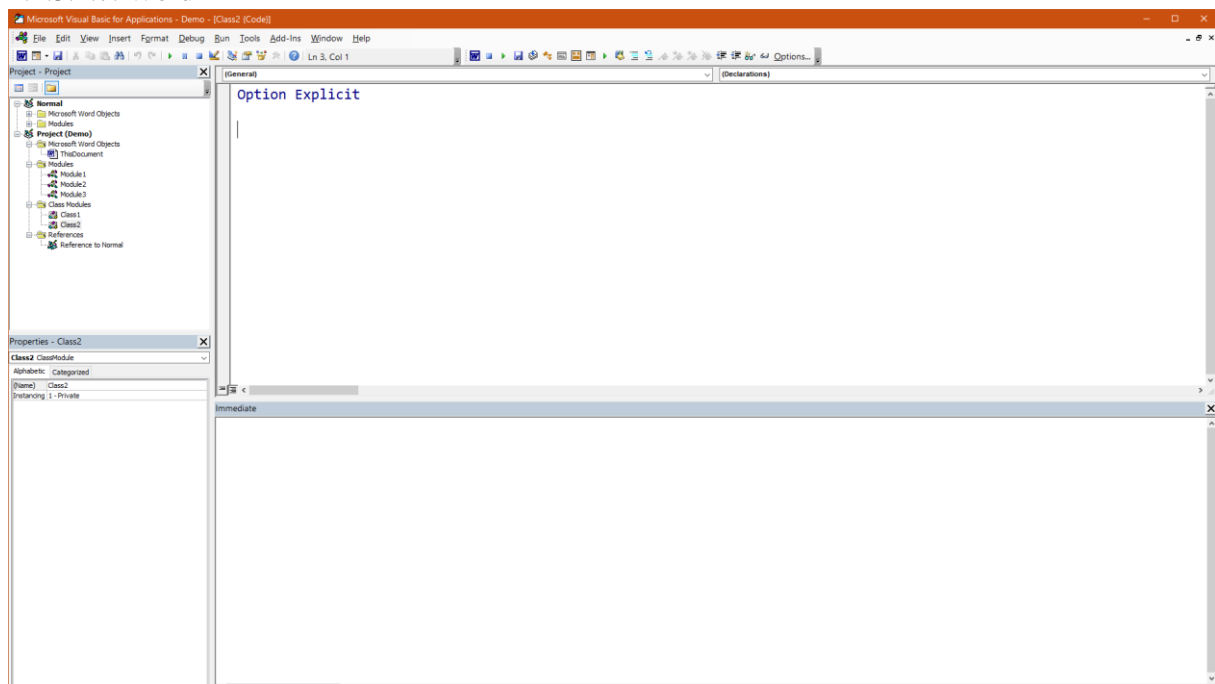 Microsoft Visual Basic for Applications - Demo - [Class2 (Code)]
File Edit View Insert Format Debug Run Tools Add-Ins Window Help
Ln 3, Col 1
Options...
Project - Project
Normal
Microsoft Word Objects
Modules
Project (Demo)
Microsoft Word Objects
ThisDocument
Modules
Module1
Module2
Module3
Class Modules
Class1
Class2
References
Reference to Normal
Properties - Class2
Class2 ClassModule
Alphabetic Categorized
(Name) Class2
Instancing 1 - Private
(General) (Declarations)
Option Explicit
Immediate